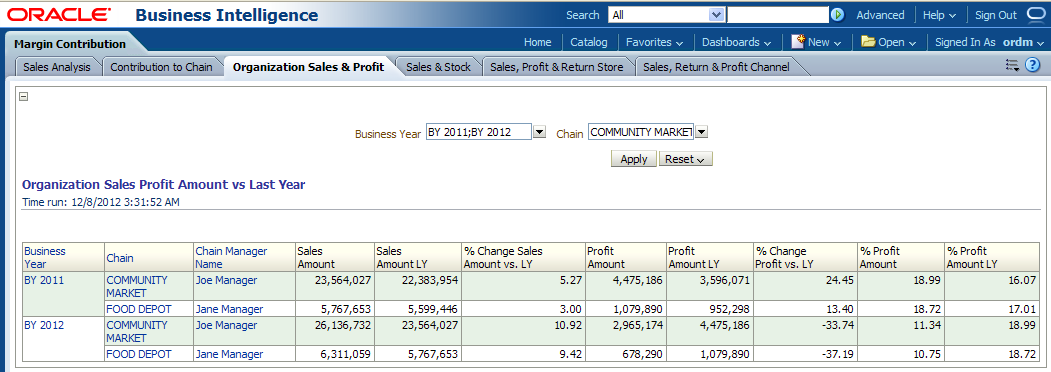 ORACLE Business Intelligence Search All Advanced Help Sign Out
Margin Contribution Home Catalog Favorites Dashboards New Open Signed In As ordm
Sales Analysis Contribution to Chain Organization Sales & Profit Sales & Stock Sales, Profit & Return Store Sales, Return & Profit Channel
Business Year BY 2011;BY 2012 Chain COMMUNITY MARKET
Apply Reset
Organization Sales Profit Amount vs Last Year
Time run: 12/8/2012 3:31:52 AM
Business Year Chain Chain Manager Name Sales Amount Sales Amount LY % Change Sales Amount vs. LY Profit Amount Profit Amount LY % Change Profit vs. LY % Profit Amount % Profit Amount LY
BY 2011 COMMUNITY MARKET Joe Manager 23,564,027 22,383,954 5.27 4,475,186 3,596,071 24.45 18.99 16.07
FOOD DEPOT Jane Manager 5,767,653 5,599,446 3.00 1,079,890 952,298 13.40 18.72 17.01
BY 2012 COMMUNITY MARKET Joe Manager 26,136,732 23,564,027 10.92 2,965,174 4,475,186 -33.74 11.34 18.99
FOOD DEPOT Jane Manager 6,311,059 5,767,653 9.42 678,290 1,079,890 -37.19 10.75 18.72